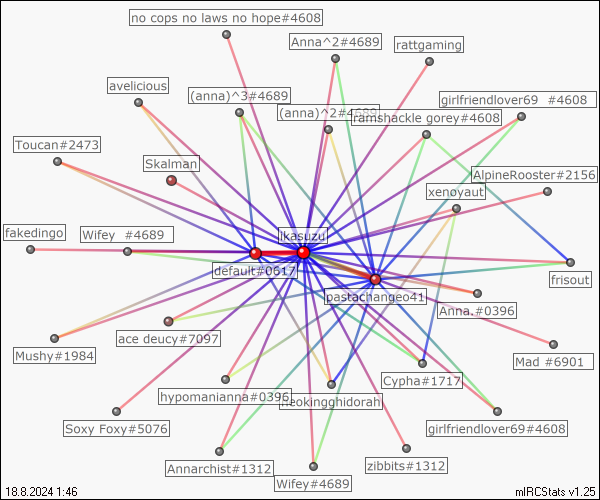 no cops no laws no hope#4608
Anna^2#4689
rattgaming
avelicious
(anna)^3#4689
(anna)^2#4689
girlfriendlover69 #4608
ramshackle gorey#4608
Toucan#2473
Skalman
AlpineRooster#2156
xenoyaut
fakedingo
Wifey #4689
ikasuzu
default#0617
frisout
pastachange041
Anna.#0396
ace deucy#7097
Mushy#1984
Mad #6901
Cypha#1717
hypomanianna#0396
neokingghidorah
Soxy Foxy#5076
girlfriendlover69#4608
Annarchist#1312
zibbits#1312
Wifey#4689
18.8.2024 1:46
mIRCStats v1.25